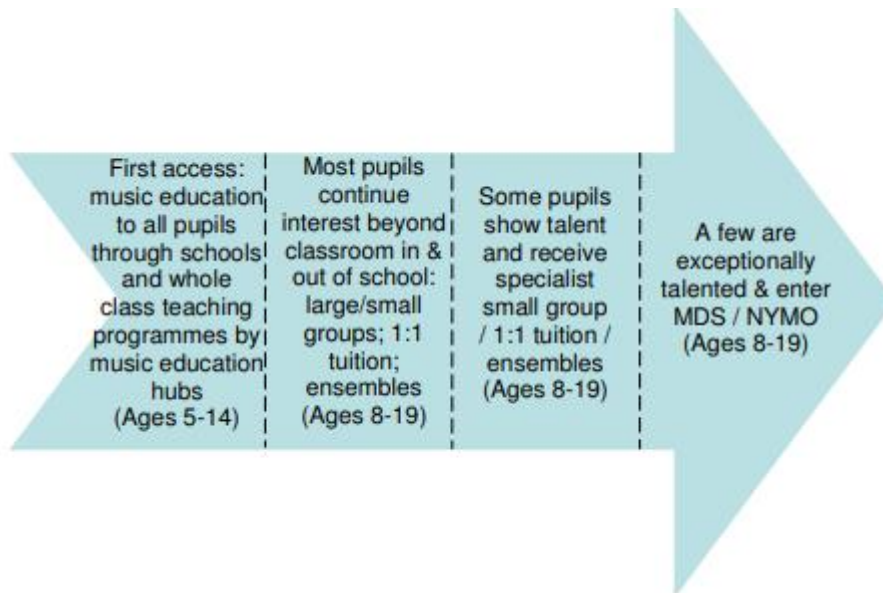 First access:
music education
to all pupils
through schools
and whole
class teaching
programmes by
music education
hubs
(Ages 5-14)
Most pupils
continue
interest beyond
classroom in &
out of school:
large/small
groups; 1:1
tuition;
ensembles
(Ages 8-19)
Some pupils
show talent
and receive
specialist
small group
/ 1:1 tuition /
ensembles
(Ages 8-19)
A few are
exceptionally
talented & enter
MDS / NYMO
(Ages 8-19)